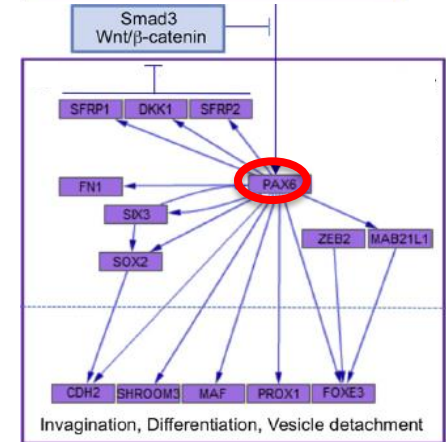 Smad3
Wnt/β-catenin
SFRP1 DKK1 SFRP2
FN1 PAX6
SIX3
ZEB2 MAB21L1
SOX2
CDH2 SHROOM3 MAF PROX1 FOXE3
Invagination, Differentiation, Vesicle detachment